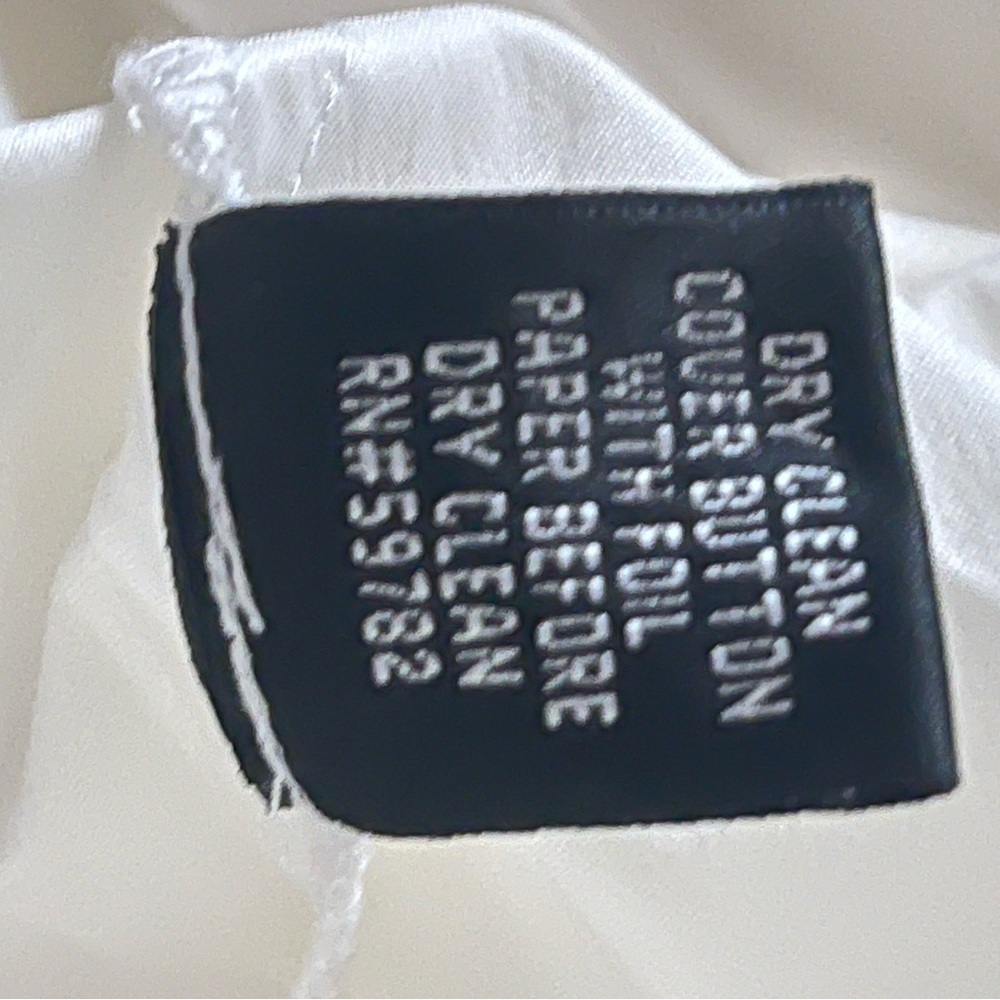 DRY CLEAN
COVER BUTTON
WITH FOIL
PAPER BEFORE
DRY CLEAN
RN#59782